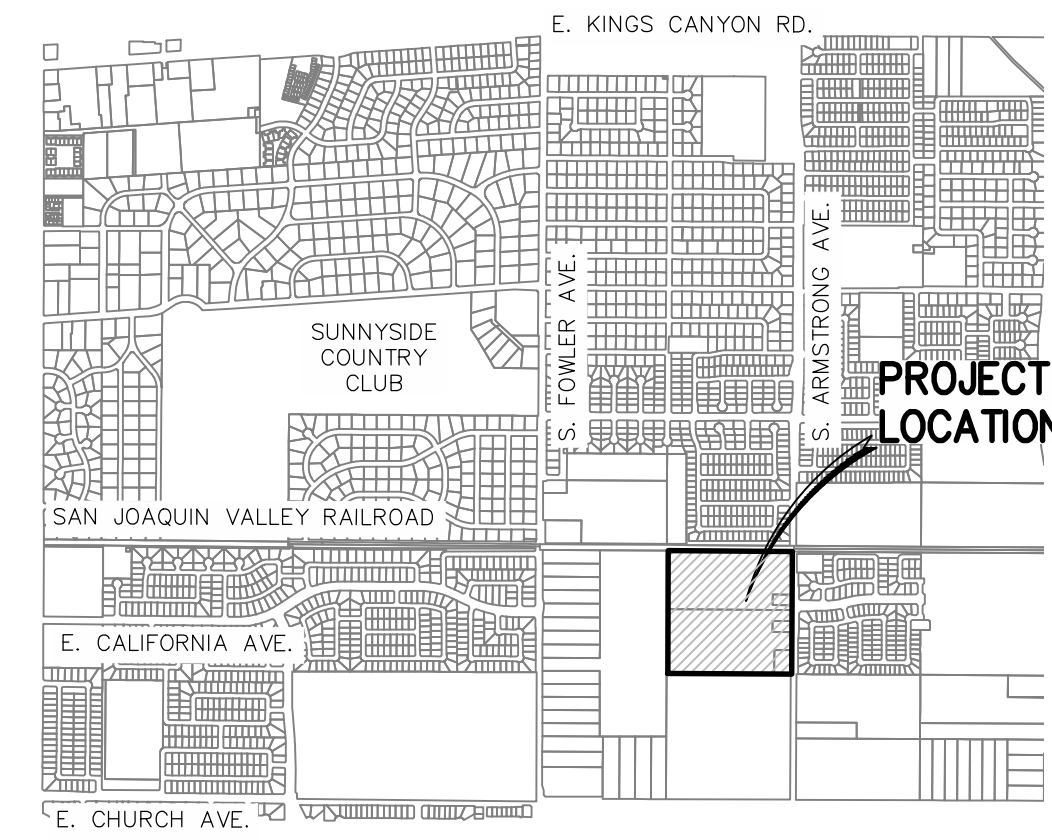 E. KINGS CANYON RD.
SUNNYSIDE
COUNTRY
CLUB
S. FOWLER AVE.
S. ARMSTRONG AVE.
PROJECT
LOCATION
SAN JOAQUIN VALLEY RAILROAD
E. CALIFORNIA AVE.
E. CHURCH AVE.